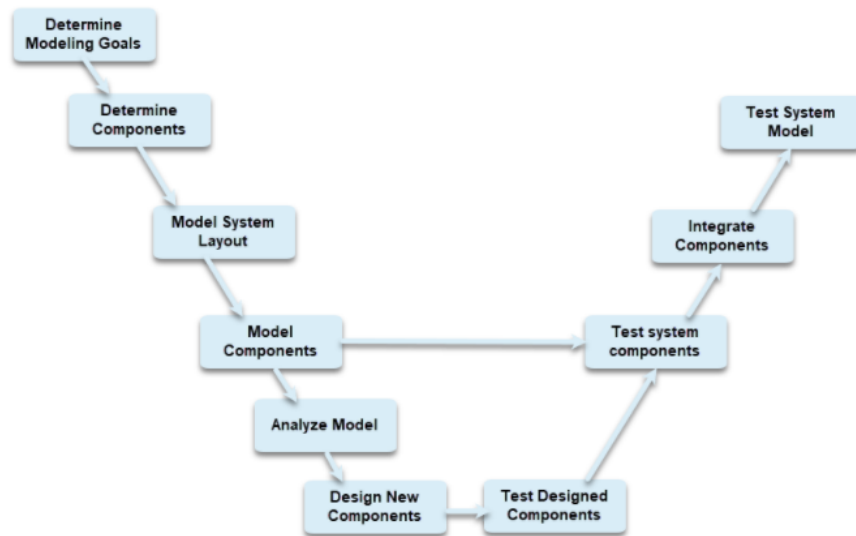 Determine
Modeling Goals
Determine
Components
Model System
Layout
Model
Components
Analyze Model
Design New
Components
Test Designed
Components
Test system
components
Integrate
Components
Test System
Model